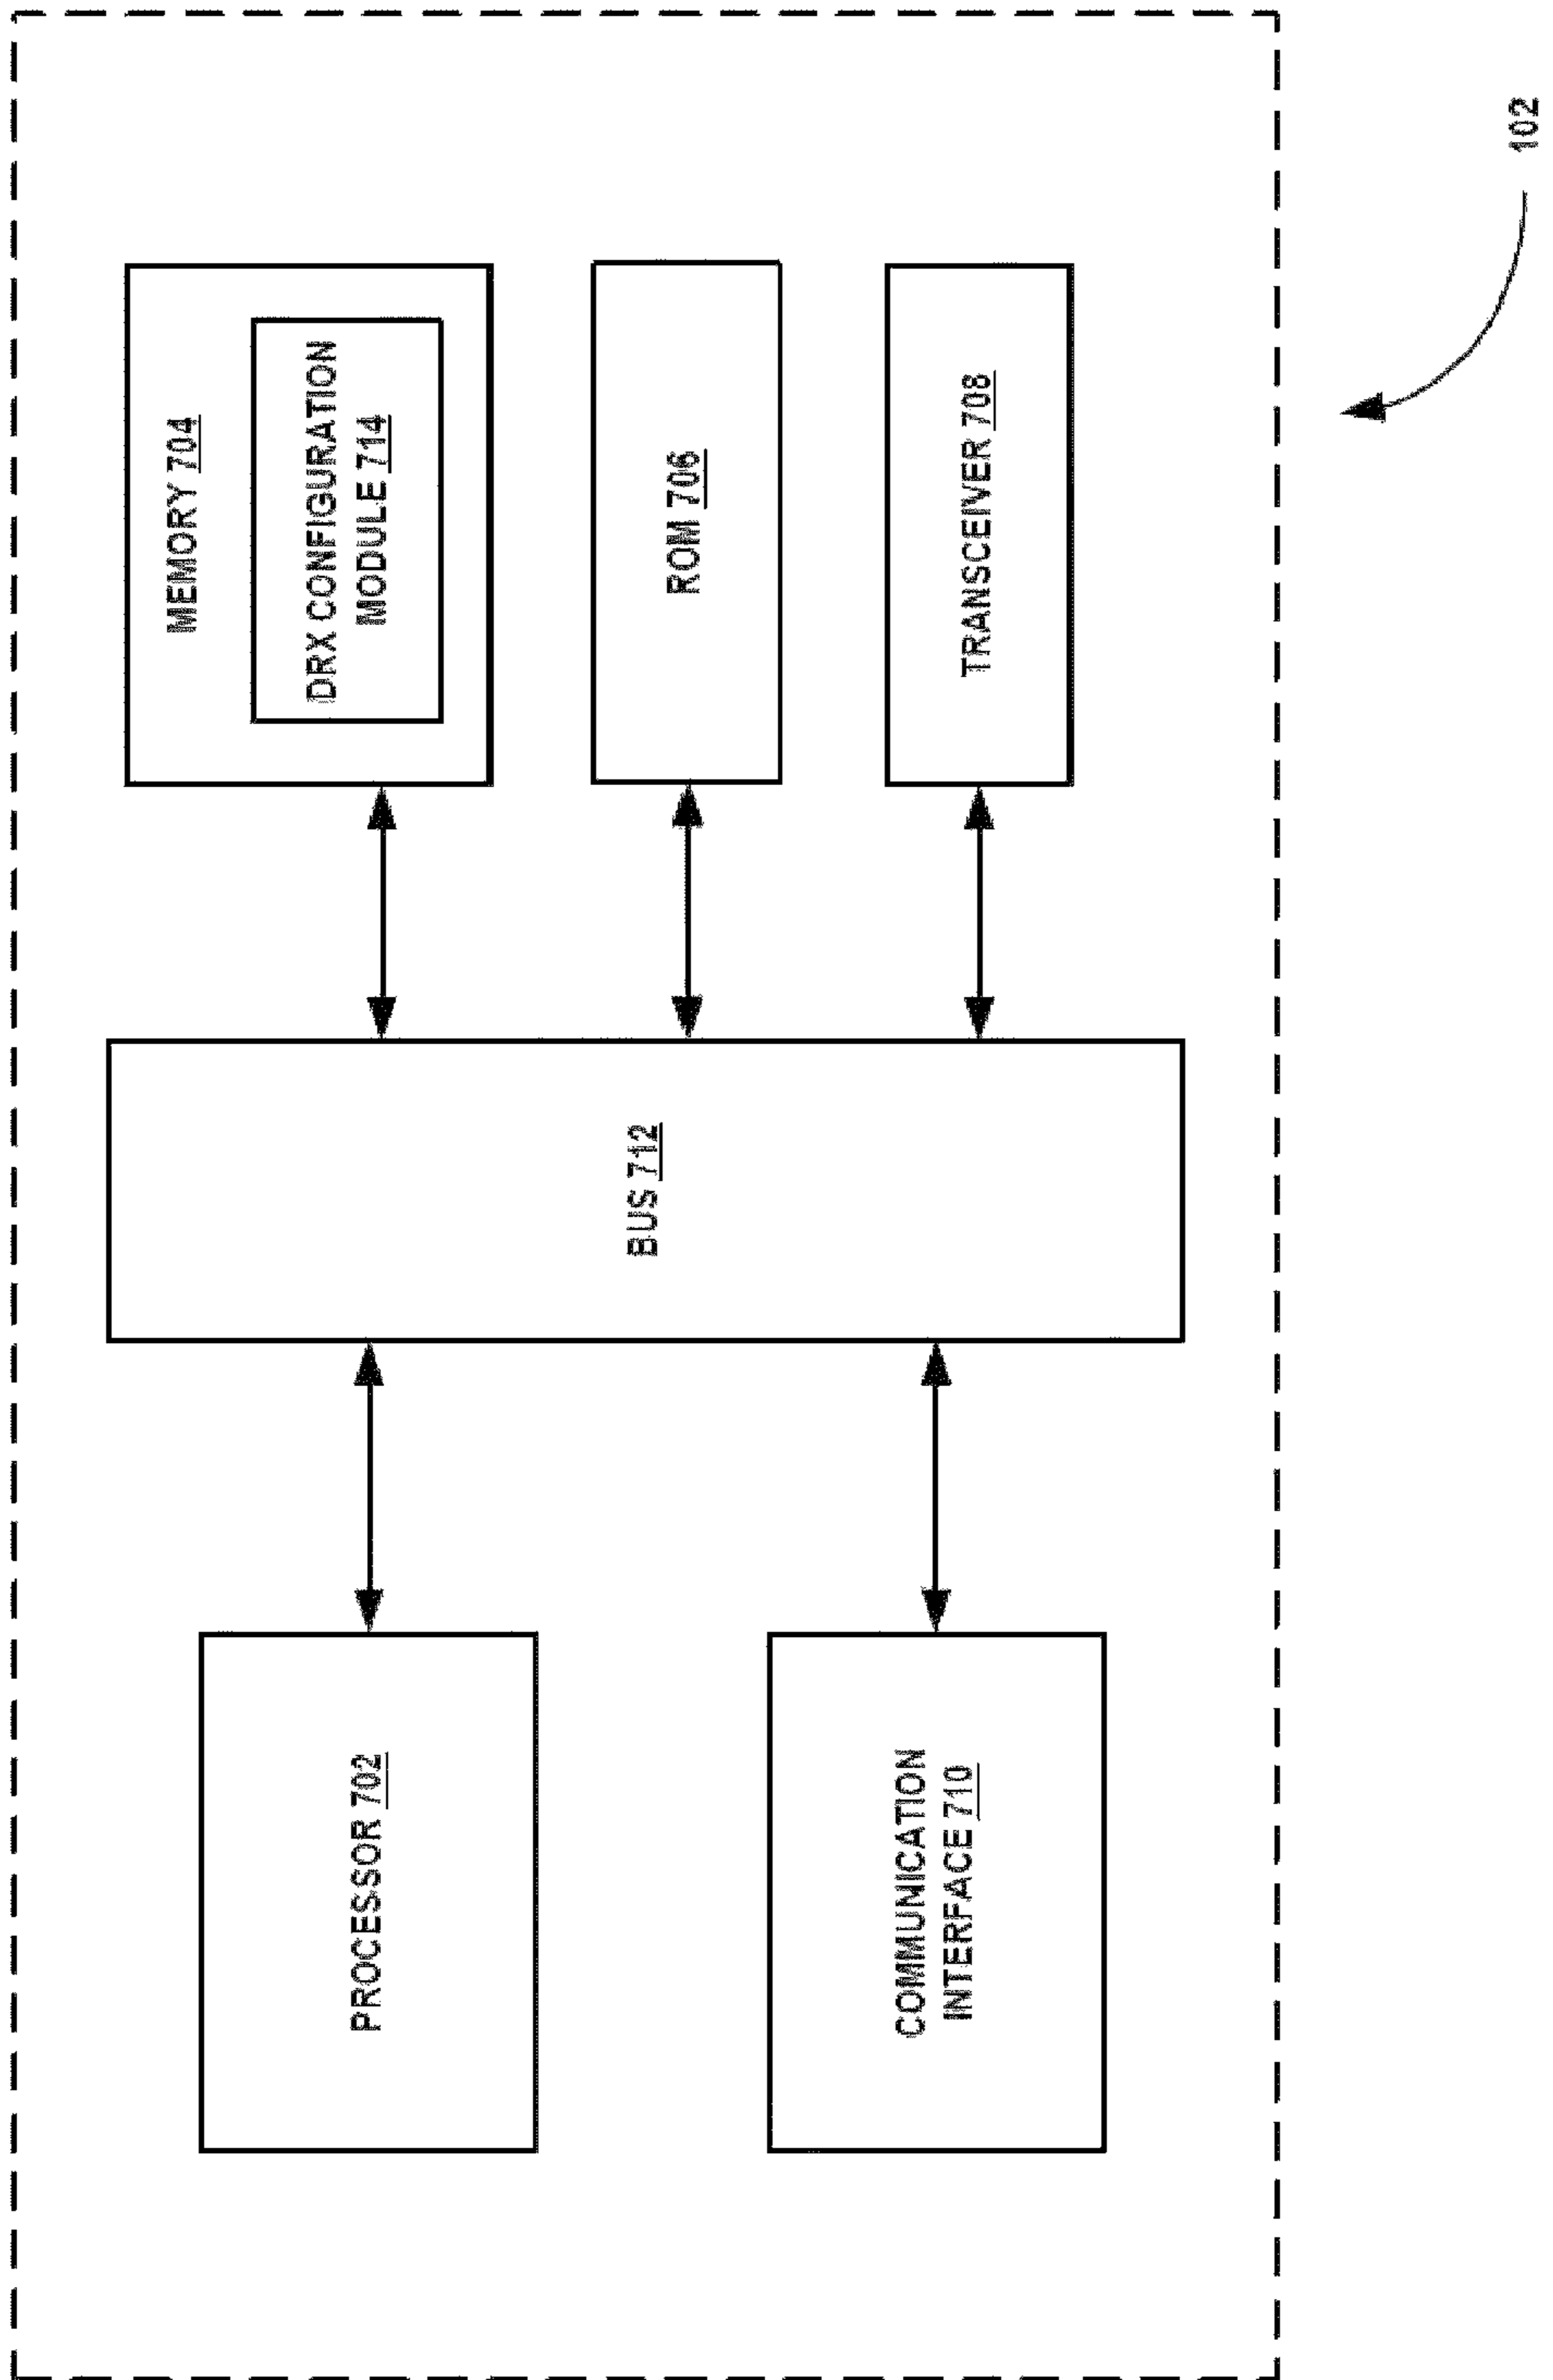 PROCESSOR 702
COMMUNICATION
INTERFACE 710
BUS 712
MEMORY 704
DRX CONFIGURATION
MODULE 714
ROM 706
TRANSCEIVER 708
102